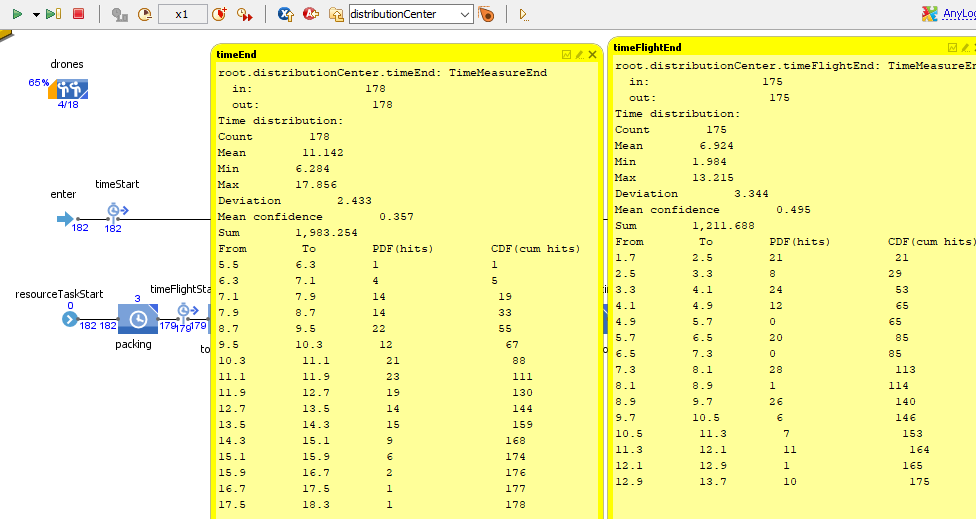 x1 distributionCenter AnyLo
drones
65%
4/18
enter
timeStart
182 182
resourceTaskStart
timeFlightSta
0 3
182 182 179 179 179
packing
to
timeEnd
root.distributionCenter.timeEnd: TimeMeasureEnd
in: 178
out: 178
Time distribution:
Count 178
Mean 11.142
Min 6.284
Max 17.856
Deviation 2.433
Mean confidence 0.357
Sum 1,983.254
From To PDF(hits) CDF(cum hits)
5.5 6.3 1 1
6.3 7.1 4 5
7.1 7.9 14 19
7.9 8.7 14 33
8.7 9.5 22 55
9.5 10.3 12 67
10.3 11.1 21 88
11.1 11.9 23 111
11.9 12.7 19 130
12.7 13.5 14 144
13.5 14.3 15 159
14.3 15.1 9 168
15.1 15.9 6 174
15.9 16.7 2 176
16.7 17.5 1 177
17.5 18.3 1 178
timeFlightEnd
root.distributionCenter.timeFlightEnd: TimeMeasureEn
in: 175
out: 175
Time distribution:
Count 175
Mean 6.924
Min 1.984
Max 13.215
Deviation 3.344
Mean confidence 0.495
Sum 1,211.688
From To PDF(hits) CDF(cum hits)
1.7 2.5 21 21
2.5 3.3 8 29
3.3 4.1 24 53
4.1 4.9 12 65
4.9 5.7 0 65
5.7 6.5 20 85
6.5 7.3 0 85
7.3 8.1 28 113
8.1 8.9 1 114
8.9 9.7 26 140
9.7 10.5 6 146
10.5 11.3 7 153
11.3 12.1 11 164
12.1 12.9 1 165
12.9 13.7 10 175